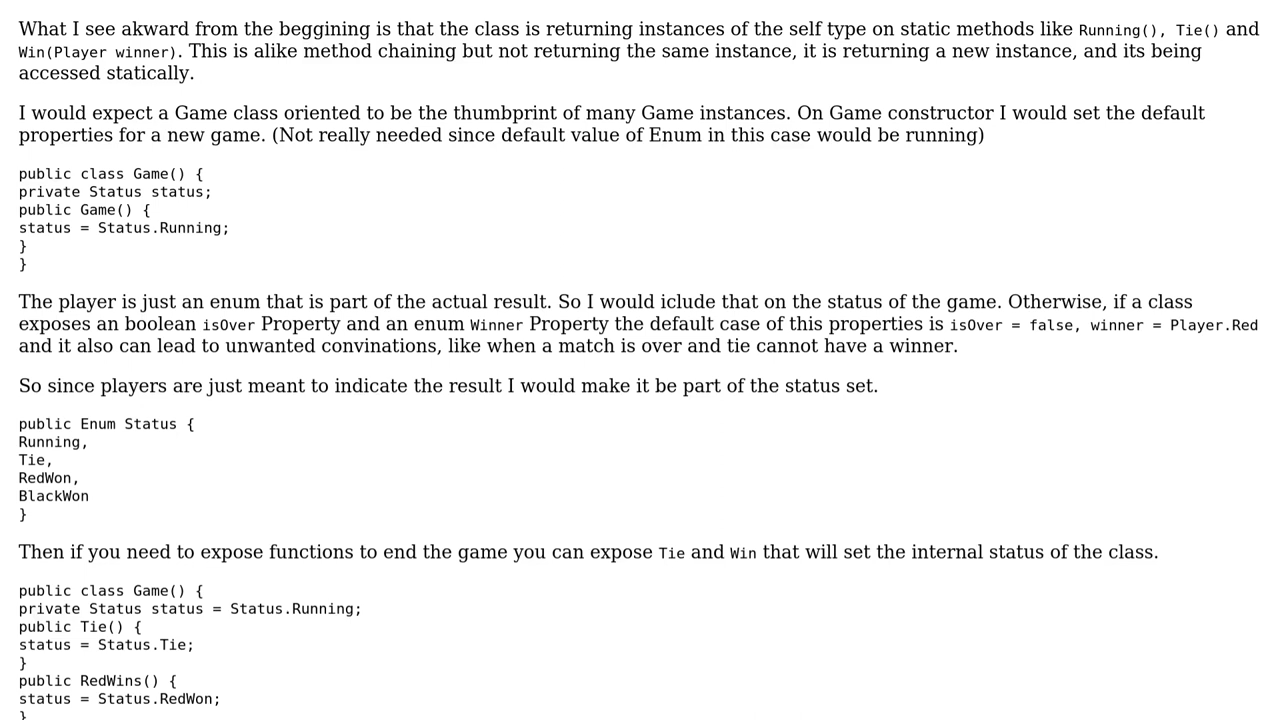 What I see akward from the beggining is that the class is returning instances of the self type on static methods like Running(), Tie() and
Win(Player winner). This is alike method chaining but not returning the same instance, it is returning a new instance, and its being
accessed statically.
I would expect a Game class oriented to be the thumbprint of many Game instances. On Game constructor I would set the default
properties for a new game. (Not really needed since default value of Enum in this case would be running)
public class Game() {
private Status status;
public Game() {
status = Status.Running;
}
}
The player is just an enum that is part of the actual result. So I would iclude that on the status of the game. Otherwise, if a class
exposes an boolean isOver Property and an enum Winner Property the default case of this properties is isOver = false, winner = Player.Red
and it also can lead to unwanted convinations, like when a match is over and tie cannot have a winner.
So since players are just meant to indicate the result I would make it be part of the status set.
public Enum Status {
Running,
Tie,
RedWon,
BlackWon
}
Then if you need to expose functions to end the game you can expose Tie and Win that will set the internal status of the class.
public class Game() {
private Status status = Status.Running;
public Tie() {
status = Status.Tie;
}
public RedWins() {
status = Status.RedWon;
}